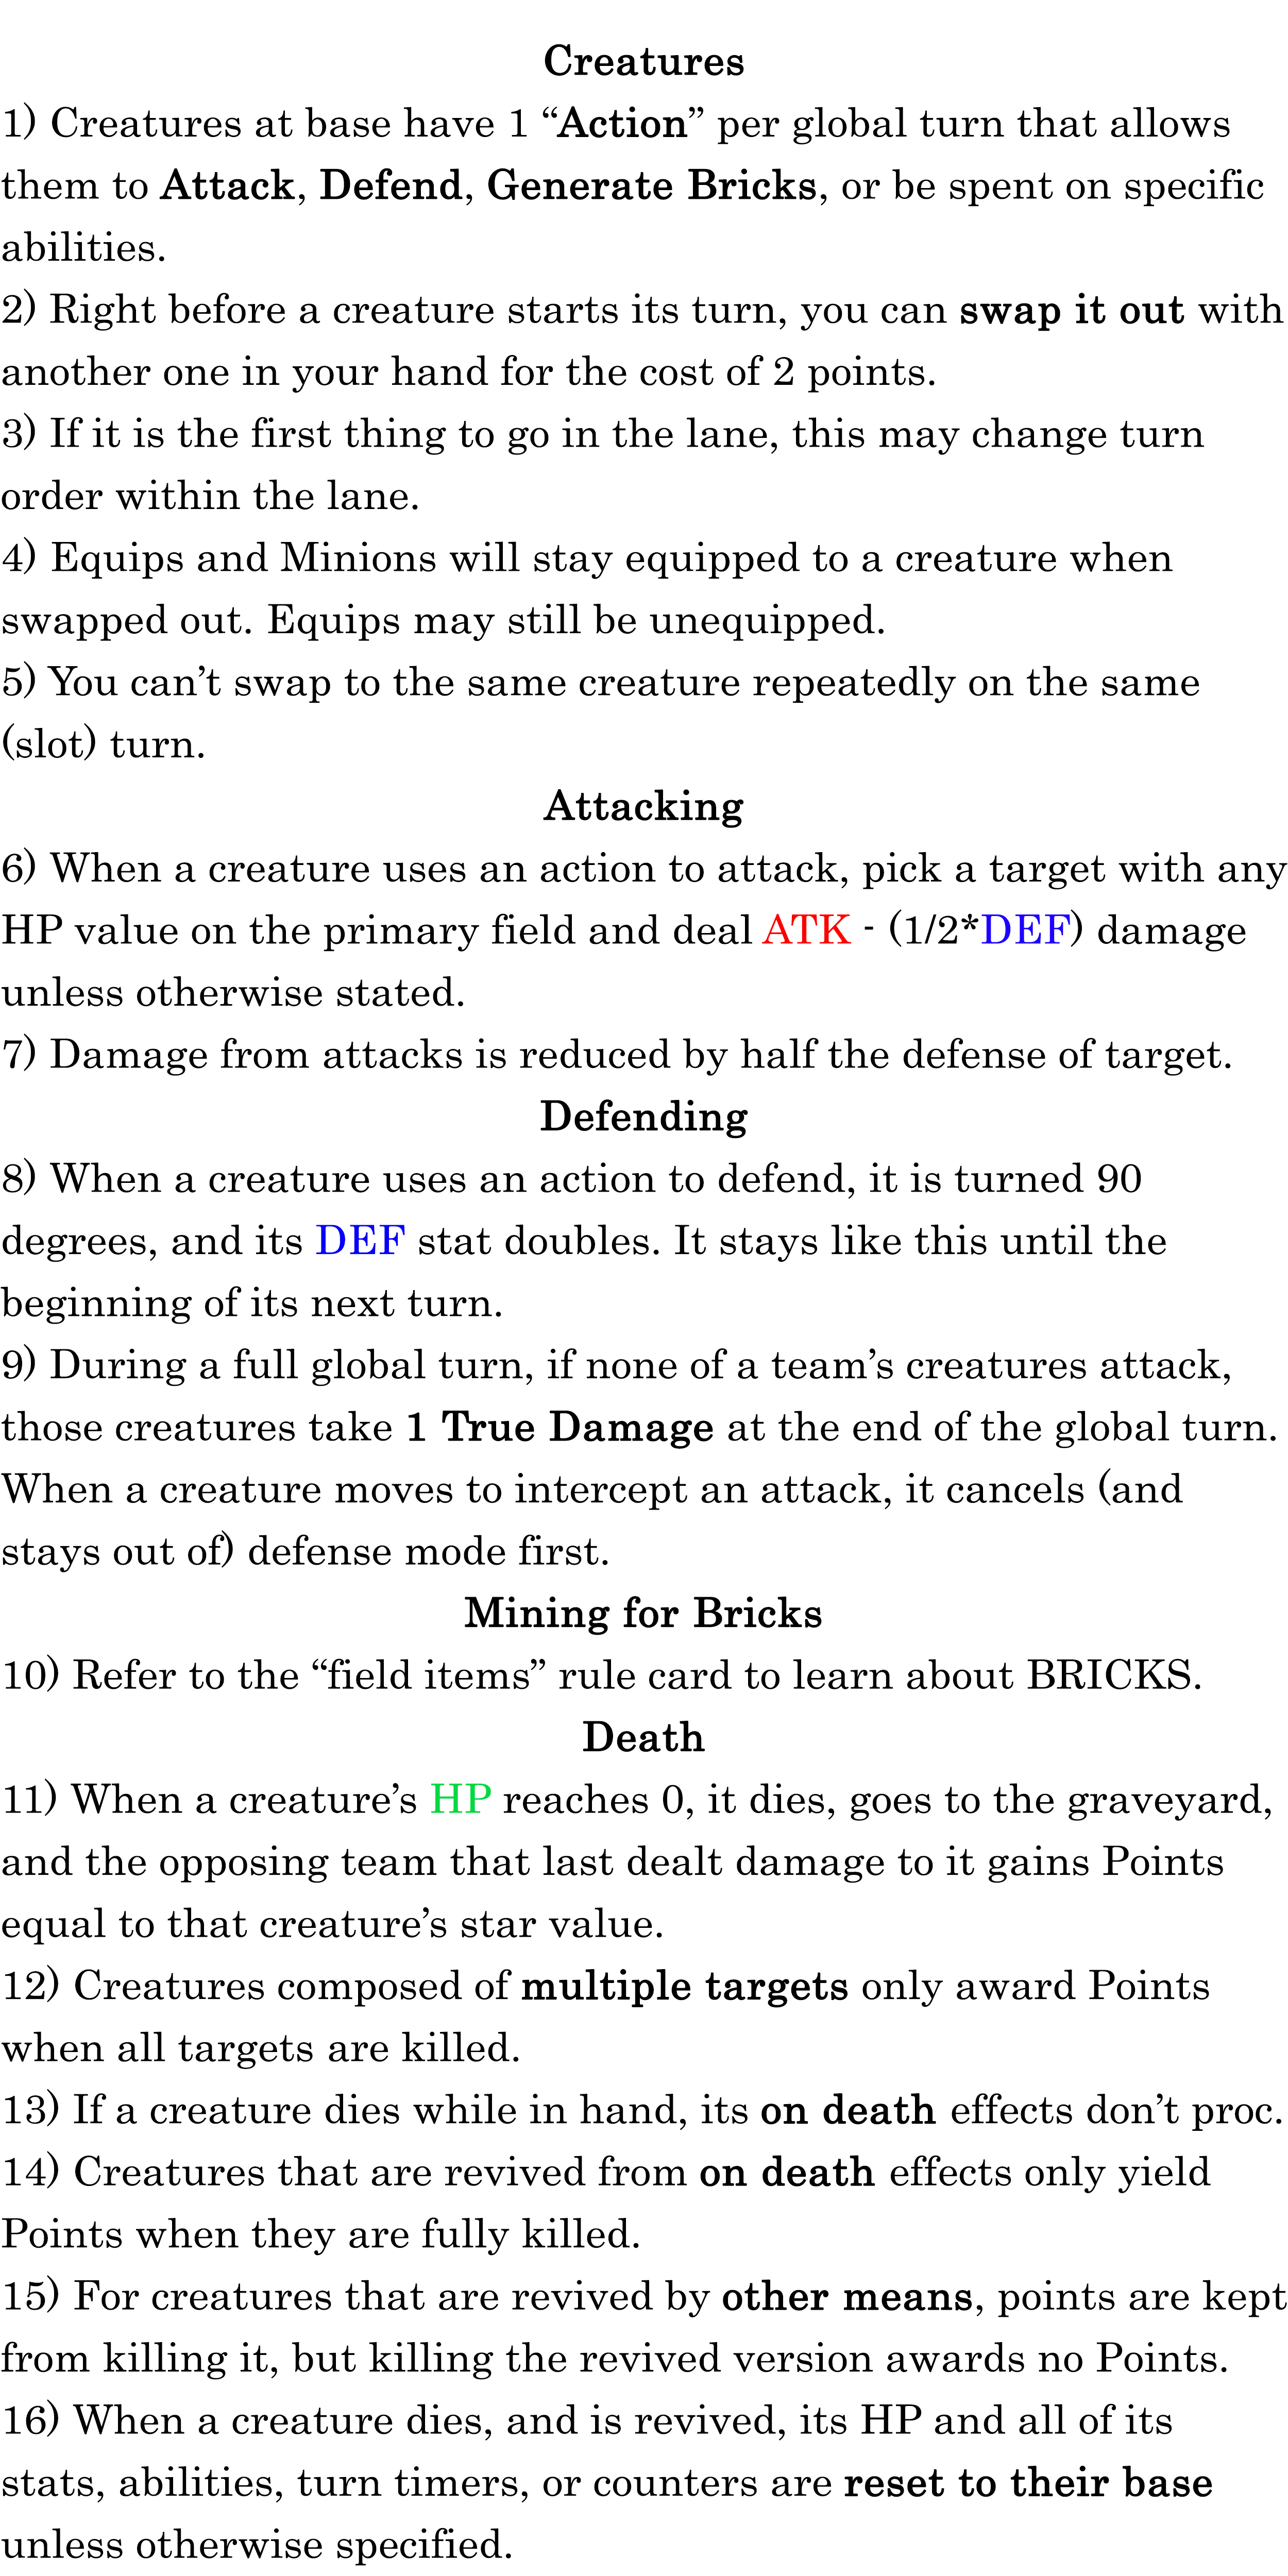 Creatures
1) Creatures at base have 1 “Action” per global turn that allows
them to Attack, Defend, Generate Bricks, or be spent on specific
abilities.
2) Right before a creature starts its turn, you can swap it out with
another one in your hand for the cost of 2 points.
3) If it is the first thing to go in the lane, this may change turn
order within the lane.
4) Equips and Minions will stay equipped to a creature when
swapped out. Equips may still be unequipped.
5) You can’t swap to the same creature repeatedly on the same
(slot) turn.
Attacking
6) When a creature uses an action to attack, pick a target with any
HP value on the primary field and deal ATK - (1/2*DEF) damage
unless otherwise stated.
7) Damage from attacks is reduced by half the defense of target.
Defending
8) When a creature uses an action to defend, it is turned 90
degrees, and its DEF stat doubles. It stays like this until the
beginning of its next turn.
9) During a full global turn, if none of a team’s creatures attack,
those creatures take 1 True Damage at the end of the global turn.
When a creature moves to intercept an attack, it cancels (and
stays out of) defense mode first.
Mining for Bricks
10) Refer to the “field items” rule card to learn about BRICKS.
Death
11) When a creature’s HP reaches 0, it dies, goes to the graveyard,
and the opposing team that last dealt damage to it gains Points
equal to that creature’s star value.
12) Creatures composed of multiple targets only award Points
when all targets are killed.
13) If a creature dies while in hand, its on death effects don’t proc.
14) Creatures that are revived from on death effects only yield
Points when they are fully killed.
15) For creatures that are revived by other means, points are kept
from killing it, but killing the revived version awards no Points.
16) When a creature dies, and is revived, its HP and all of its
stats, abilities, turn timers, or counters are reset to their base
unless otherwise specified.